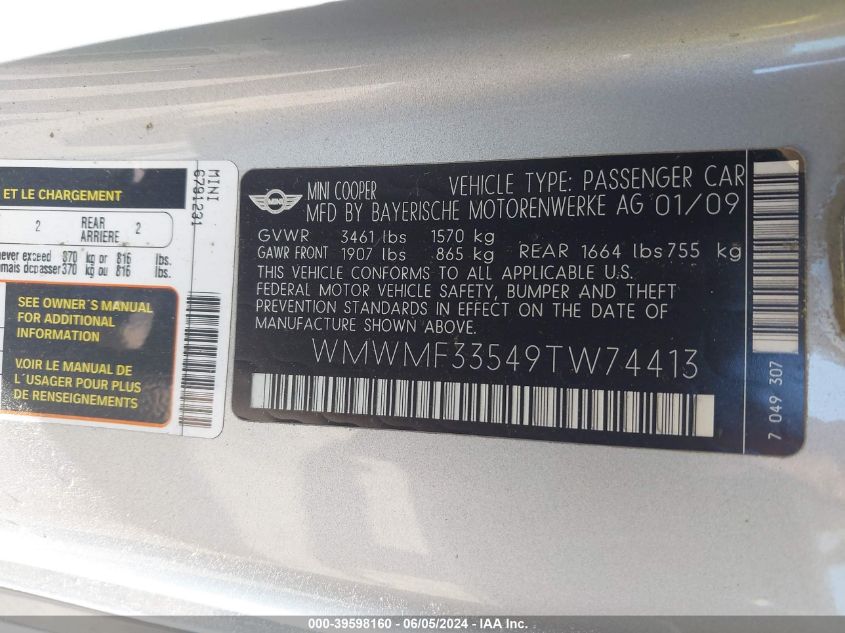 MINI
6791231
ET LE CHARGEMENT
2 REAR 2
ARRIERE
never exceed 370 kg or 816 lbs.
370 kg ou 816 lbs.
SEE OWNER´S MANUAL
FOR ADDITIONAL
INFORMATION
VOIR LE MANUEL DE
L´USAGER POUR PLUS
DE RENSEIGNEMENTS
MINI
MINI COOPER VEHICLE TYPE: PASSENGER CAR
MFD BY BAYERISCHE MOTORENWERKE AG 01/09
GVWR 3461 lbs 1570 kg
GAWR FRONT 1907 lbs 865 kg REAR 1664 lbs 755 kg
THIS VEHICLE CONFORMS TO ALL APPLICABLE U.S.
FEDERAL MOTOR VEHICLE SAFETY, BUMPER AND THEFT
PREVENTION STANDARDS IN EFFECT ON THE DATE OF
MANUFACTURE SHOWN ABOVE.
WMWMF33549TW74413
7 049 307
000-39598160 - 06/05/2024 - IAAI.com